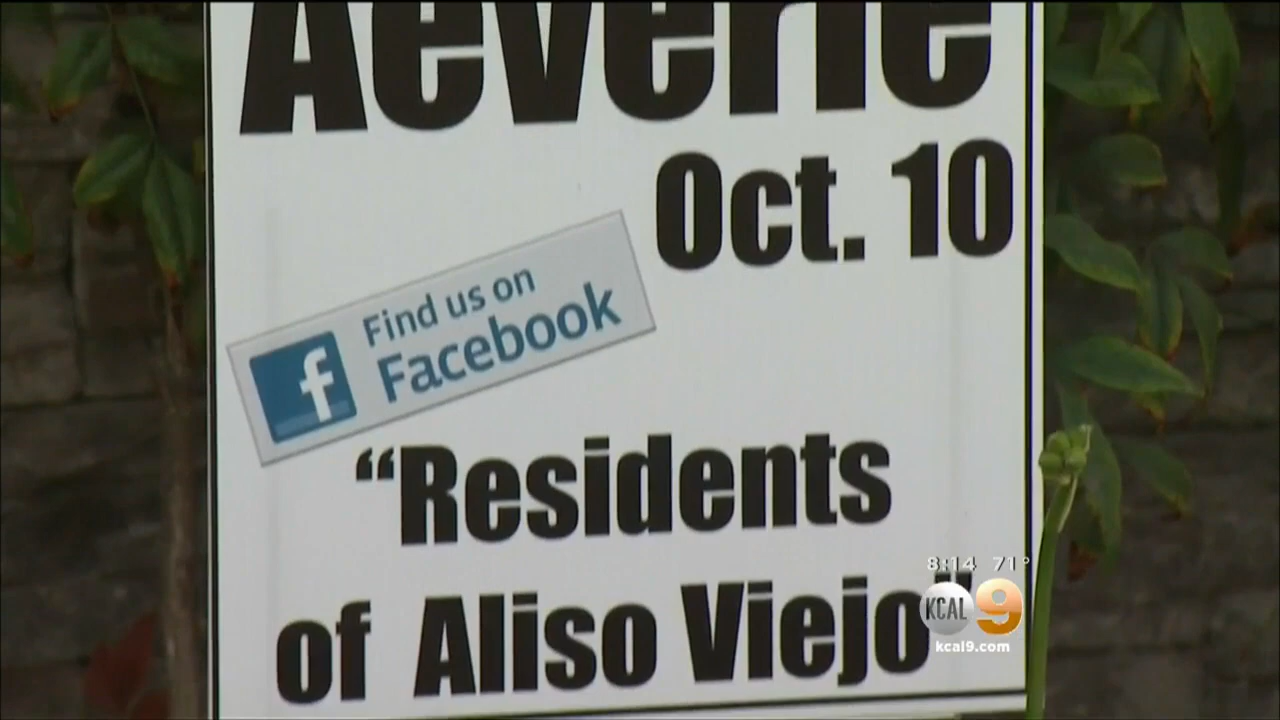 Aeverie
Oct. 10
f
Find us on
Facebook
“Residents
of Aliso Viejo"
8:14 71°
KCAL 9
kcal9.com